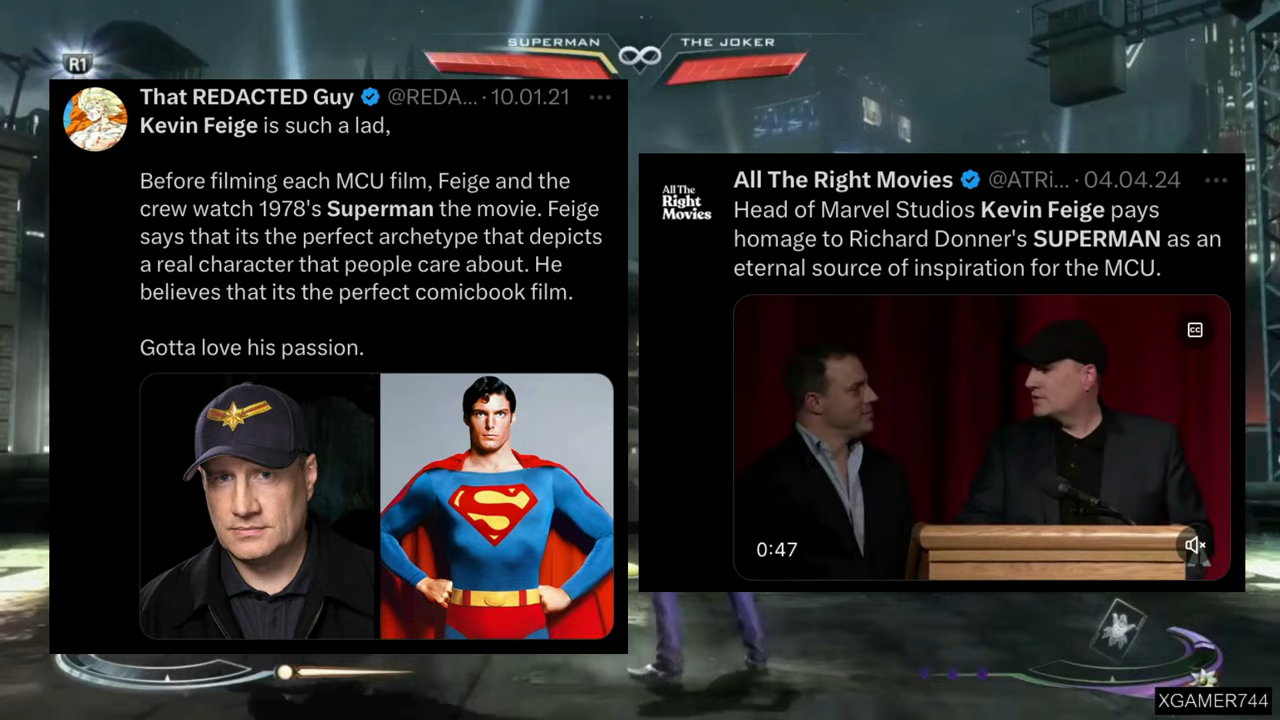 SUPERMAN
THE JOKER
R1
That REDACTED Guy @REDA... · 10.01.21
Kevin Feige is such a lad,
Before filming each MCU film, Feige and the
crew watch 1978's Superman the movie. Feige
says that its the perfect archetype that depicts
a real character that people care about. He
believes that its the perfect comicbook film.
Gotta love his passion.
All The
Right
Movies
All The Right Movies @ATRi... · 04.04.24
Head of Marvel Studios Kevin Feige pays
homage to Richard Donner's SUPERMAN as an
eternal source of inspiration for the MCU.
CC
0:47
XGAMER744